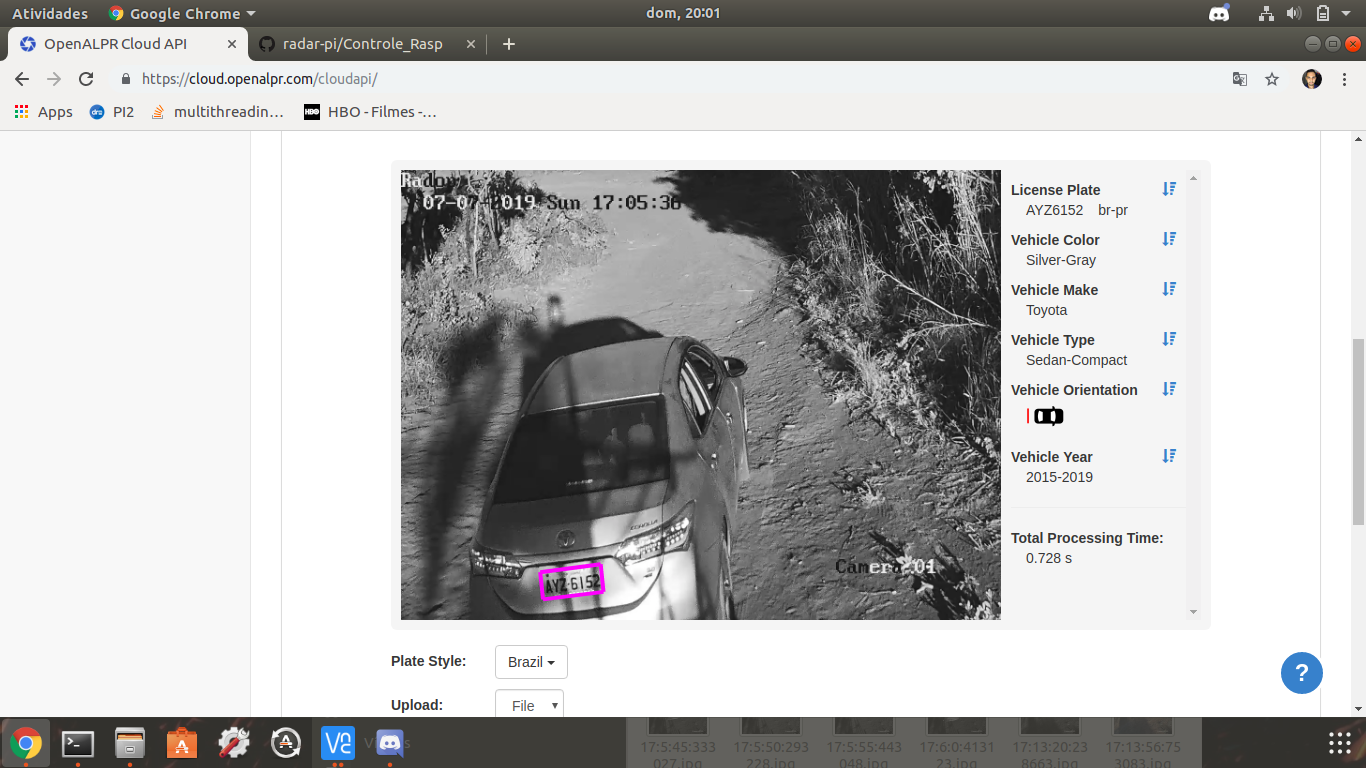 Atividades
Google Chrome
dom, 20:01
OpenALPR Cloud API
radar-pi/Controle_Rasp
https://cloud.openalpr.com/cloudapi/
Apps
PI2
multithreadin…
HBO - Filmes -…
Radar
07-07-2019 Sun 17:05:36
COROLLA
AYZ-6152
Camera 01
License Plate
AYZ6152 br-pr
Vehicle Color
Silver-Gray
Vehicle Make
Toyota
Vehicle Type
Sedan-Compact
Vehicle Orientation
Vehicle Year
2015-2019
Total Processing Time:
0.728 s
Plate Style:
Brazil
Upload:
File
?
17:5:45:333
027.jpg
17:5:50:293
228.jpg
17:5:55:443
048.jpg
17:6:0:4131
23.jpg
17:13:20:23
8663.jpg
17:13:56:75
3083.jpg